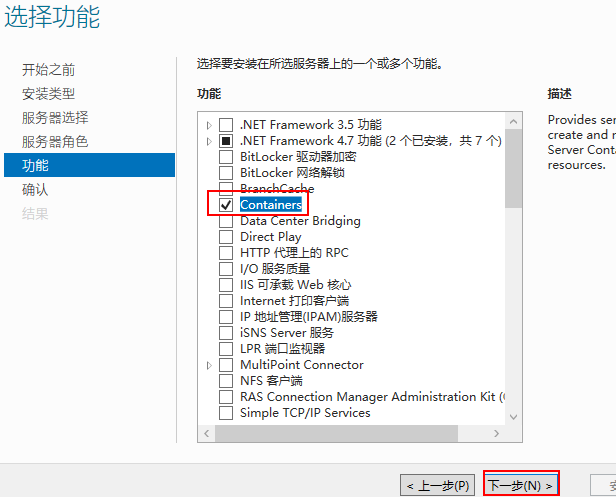 选择功能
开始之前
安装类型
服务器选择
服务器角色
功能
确认
结果
选择要安装在所选服务器上的一个或多个功能。
功能
.NET Framework 3.5 功能
.NET Framework 4.7 功能 (2 个已安装，共 7 个)
BitLocker 驱动器加密
BitLocker 网络解锁
BranchCache
Containers
Data Center Bridging
Direct Play
HTTP 代理上的 RPC
I/O 服务质量
IIS 可承载 Web 核心
Internet 打印客户端
IP 地址管理(IPAM)服务器
iSNS Server 服务
LPR 端口监视器
MultiPoint Connector
NFS 客户端
RAS Connection Manager Administration Kit (
Simple TCP/IP Services
描述
Provides ser
create and r
Server Cont
resources.
< 上一步(P)
下一步(N) >